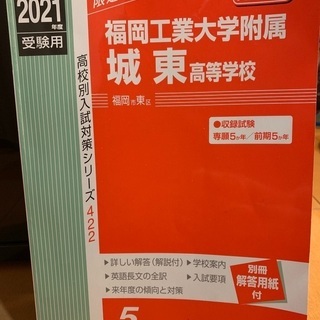 2021年度
受験用
高校別入試対策シリーズ422
福岡工業大学附属
城東高等学校
福岡市東区
●収録試験
専願5か年/前期5か年
・詳しい解答(解説付)
・学校案内
・英語長文の全訳
・入試要項
・来年度の傾向と対策
別冊
解答用紙
付
5